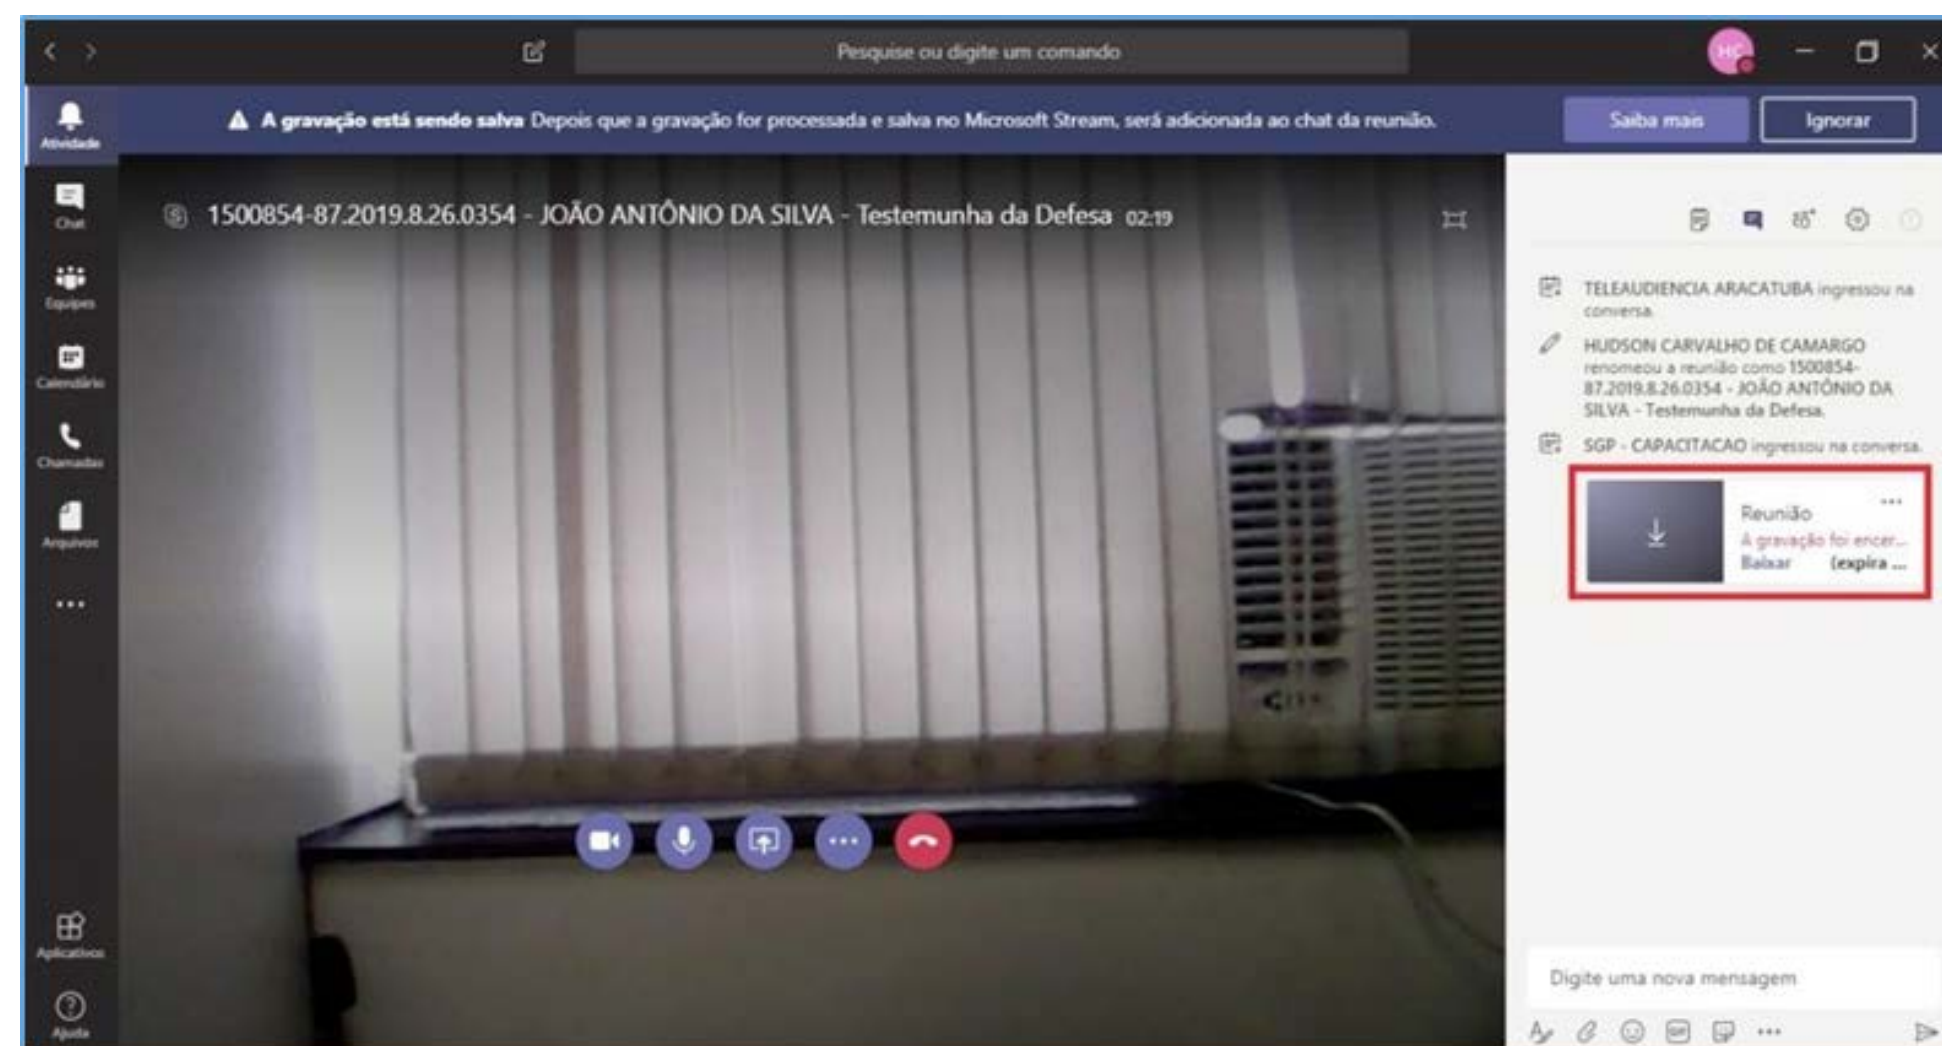 Pesquise ou digite um comando
HC
Atividade
A gravação está sendo salva Depois que a gravação for processada e salva no Microsoft Stream, será adicionada ao chat da reunião.
Saiba mais
Ignorar
Chat
Equipes
Calendário
Chamadas
Arquivos
Aplicativos
Ajuda
1500854-87.2019.8.26.0354 - JOÃO ANTÔNIO DA SILVA - Testemunha da Defesa 02:19
TELEAUDIENCIA ARACATUBA ingressou na
conversa.
HUDSON CARVALHO DE CAMARGO
renomeou a reunião como 1500854-
87.2019.8.26.0354 - JOÃO ANTÔNIO DA
SILVA - Testemunha da Defesa.
SGP - CAPACITACAO ingressou na conversa.
Reunião
A gravação foi encer...
Baixar (expira ...
Digite uma nova mensagem
GIF